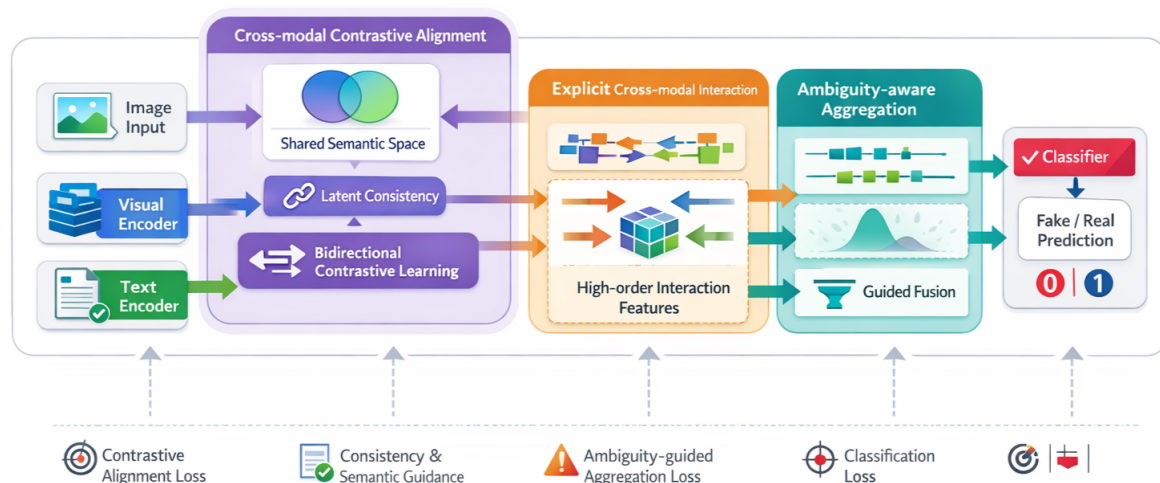 Cross-modal Contrastive Alignment
Image
Input
Shared Semantic Space
Visual
Encoder
Latent Consistency
Text
Encoder
Bidirectional
Contrastive Learning
Explicit Cross-modal Interaction
High-order Interaction
Features
Ambiguity-aware
Aggregation
Guided Fusion
Classifier
Fake / Real
Prediction
0 | 1
Contrastive
Alignment Loss
Consistency &
Semantic Guidance
Ambiguity-guided
Aggregation Loss
Classification
Loss